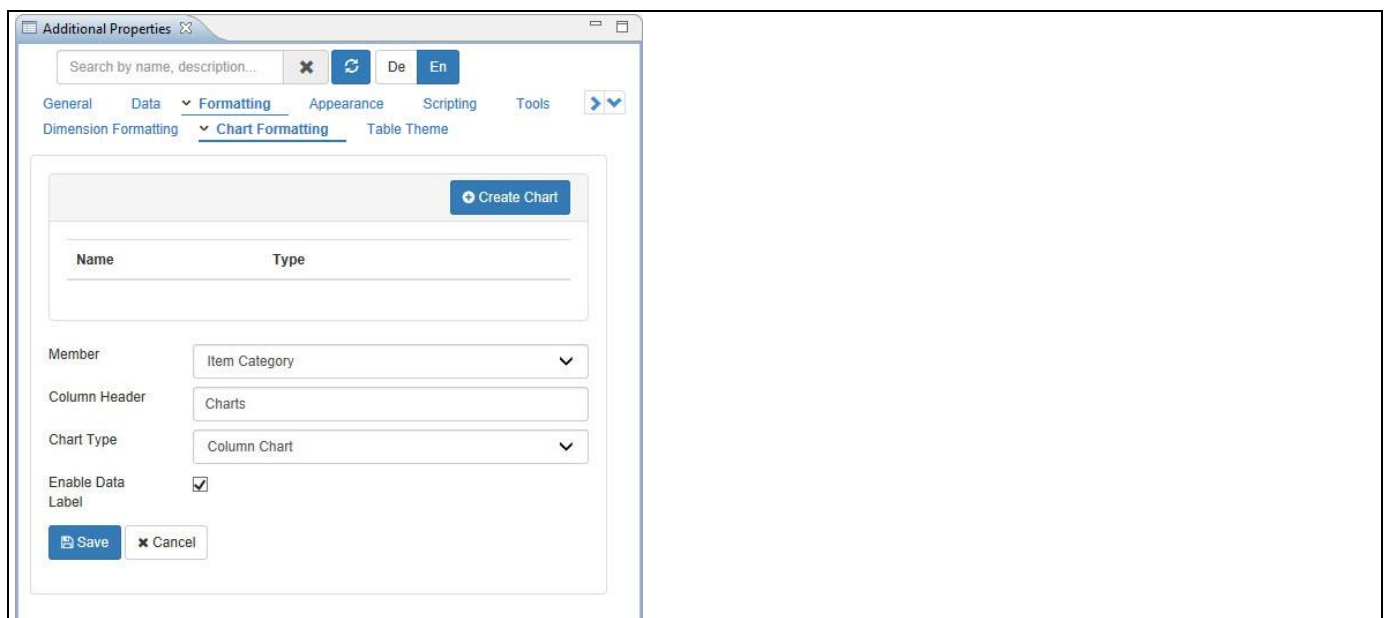 Additional Properties
Search by name, description... De En
General Data Formatting Appearance Scripting Tools
Dimension Formatting Chart Formatting Table Theme
Create Chart
Name Type
Member Item Category
Column Header Charts
Chart Type Column Chart
Enable Data
Label
Save Cancel